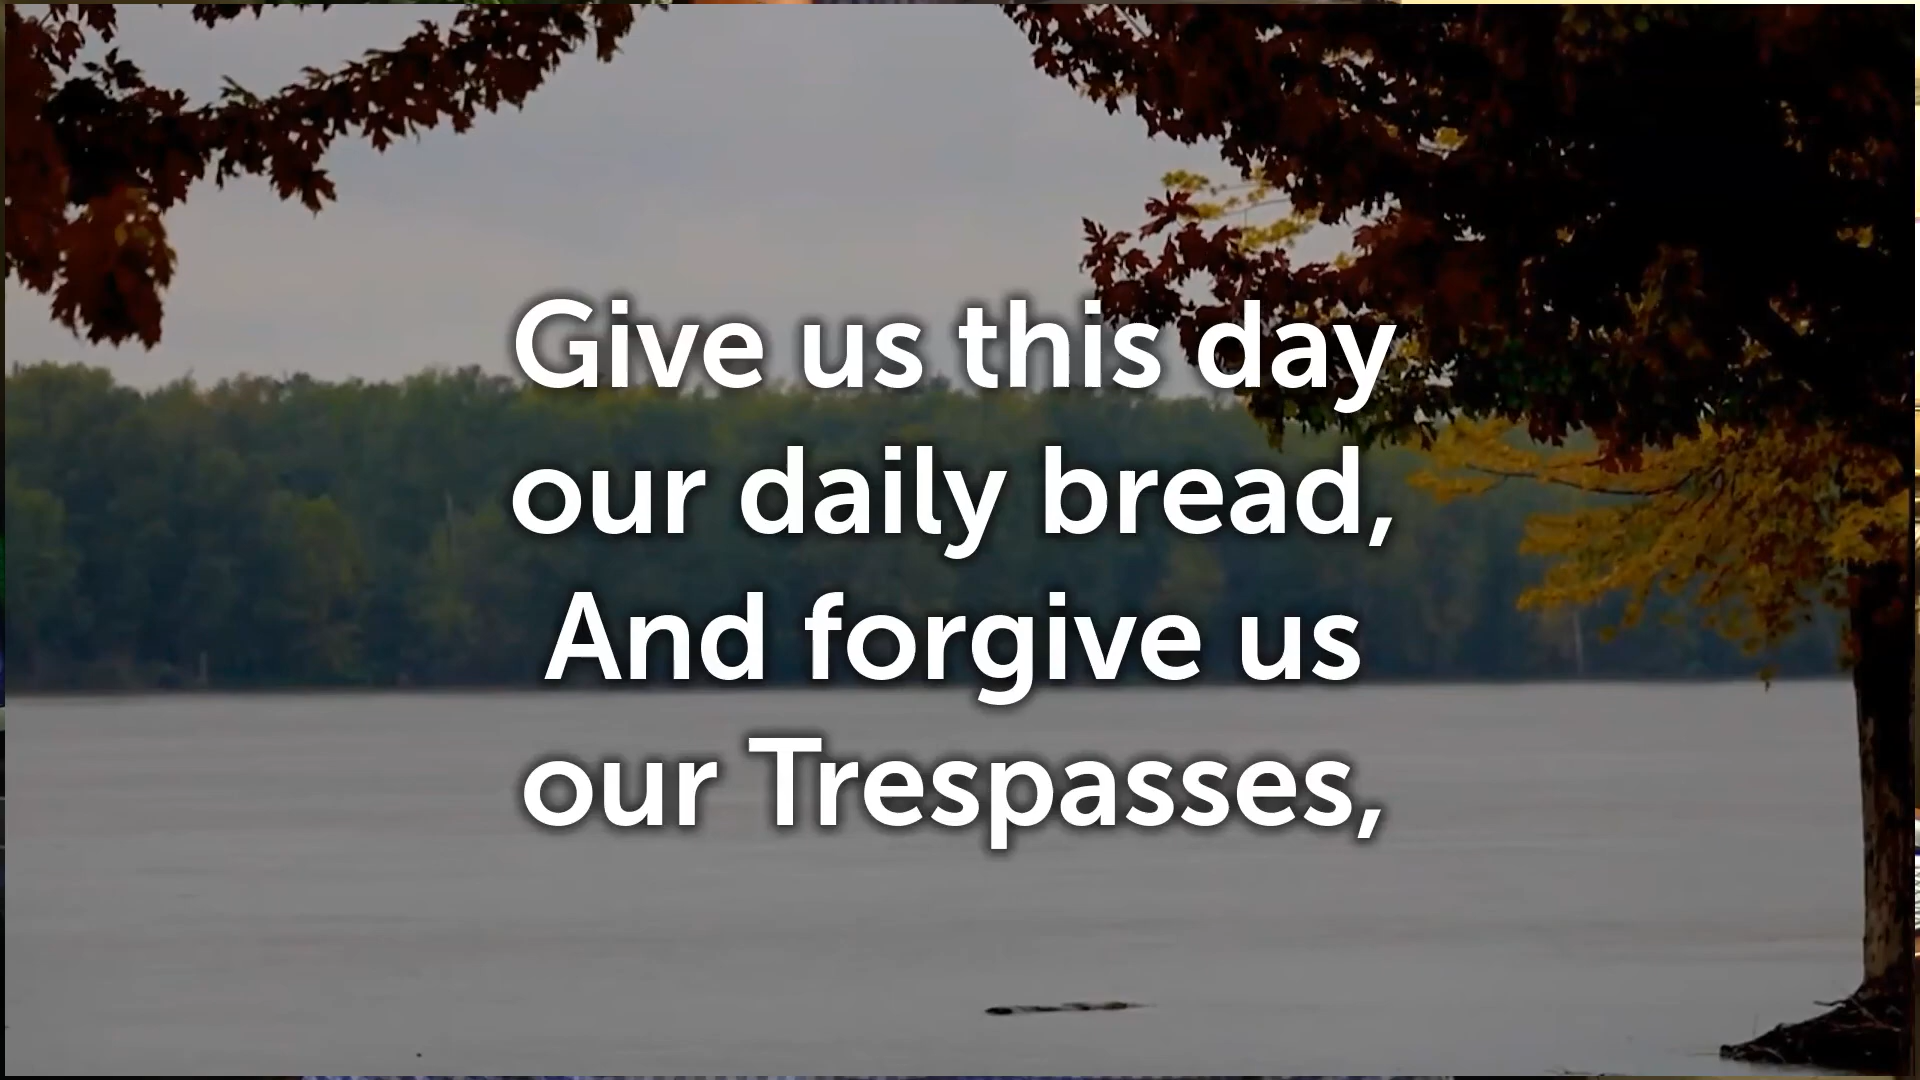 Give us this day
our daily bread,
And forgive us
our Trespasses,